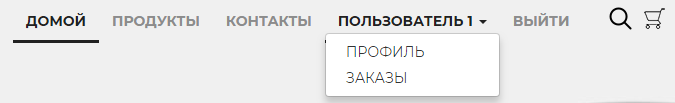 ДОМОЙ ПРОДУКТЫ КОНТАКТЫ ПОЛЬЗОВАТЕЛЬ 1 ВЫЙТИ
ПРОФИЛЬ
ЗАКАЗЫ